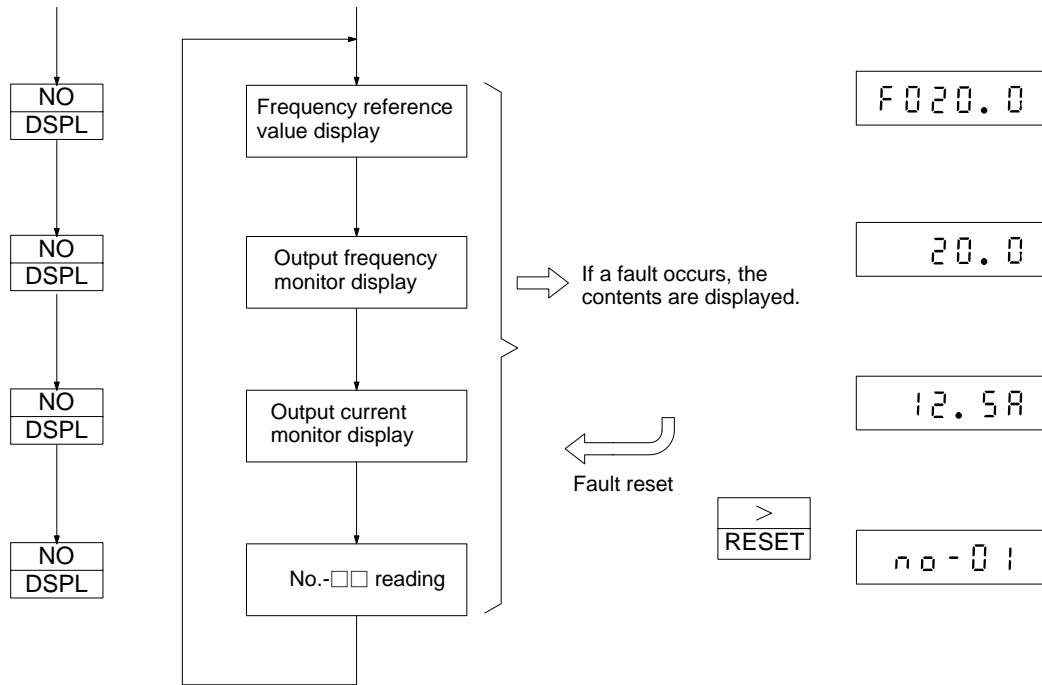 NO
DSPL
Frequency reference
value display
F020.0
NO
DSPL
Output frequency
monitor display
If a fault occurs, the
contents are displayed.
20.0
NO
DSPL
Output current
monitor display
12.5A
Fault reset
>
RESET
NO
DSPL
No.-□□ reading
no-01